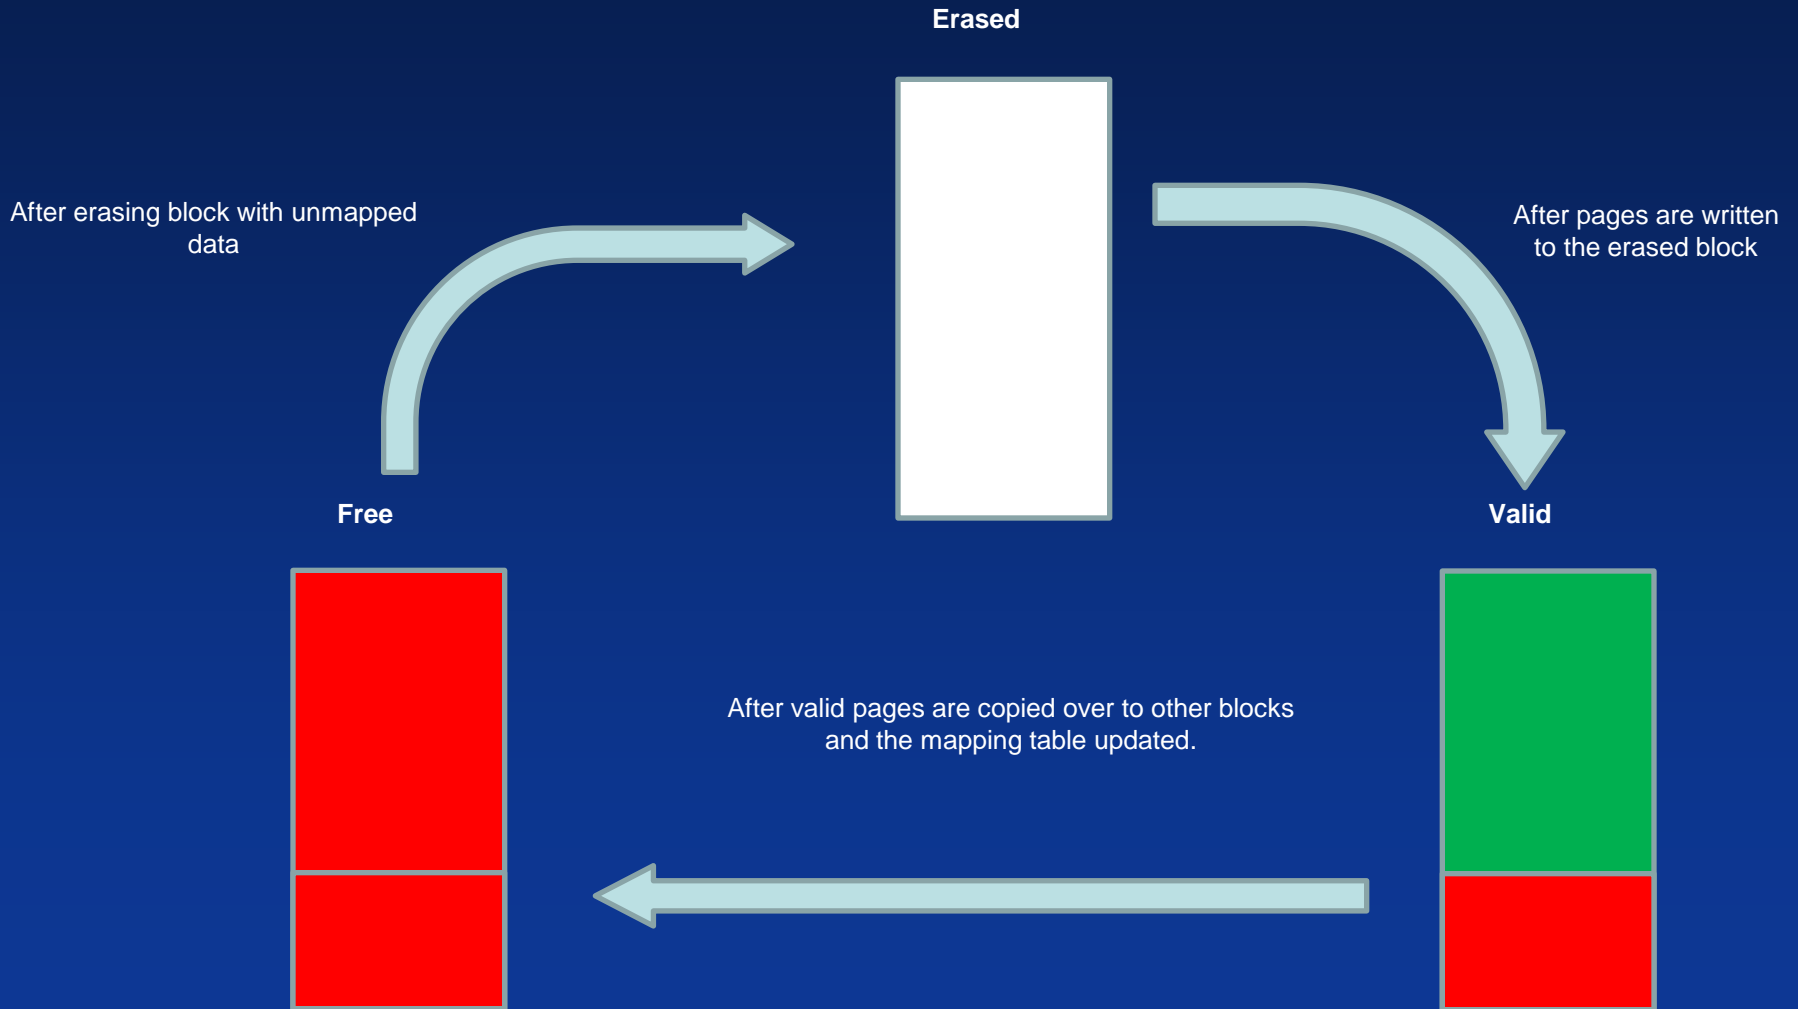 Erased
After erasing block with unmapped
data
After pages are written
to the erased block
Free
Valid
After valid pages are copied over to other blocks
and the mapping table updated.